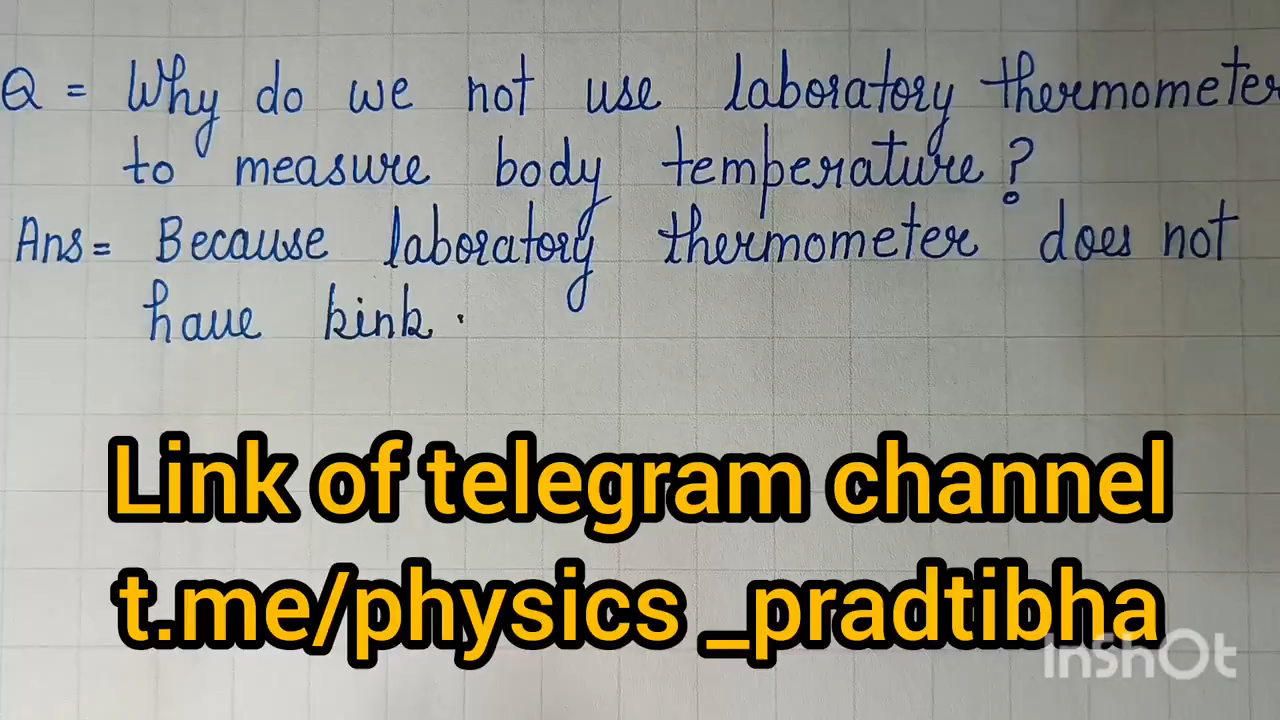 Q = Why do we not use laboratory thermometer
to measure body temperature?
Ans = Because laboratory thermometer does not
have kink.
Link of telegram channel
t.me/physics _pradtibha
InshOt